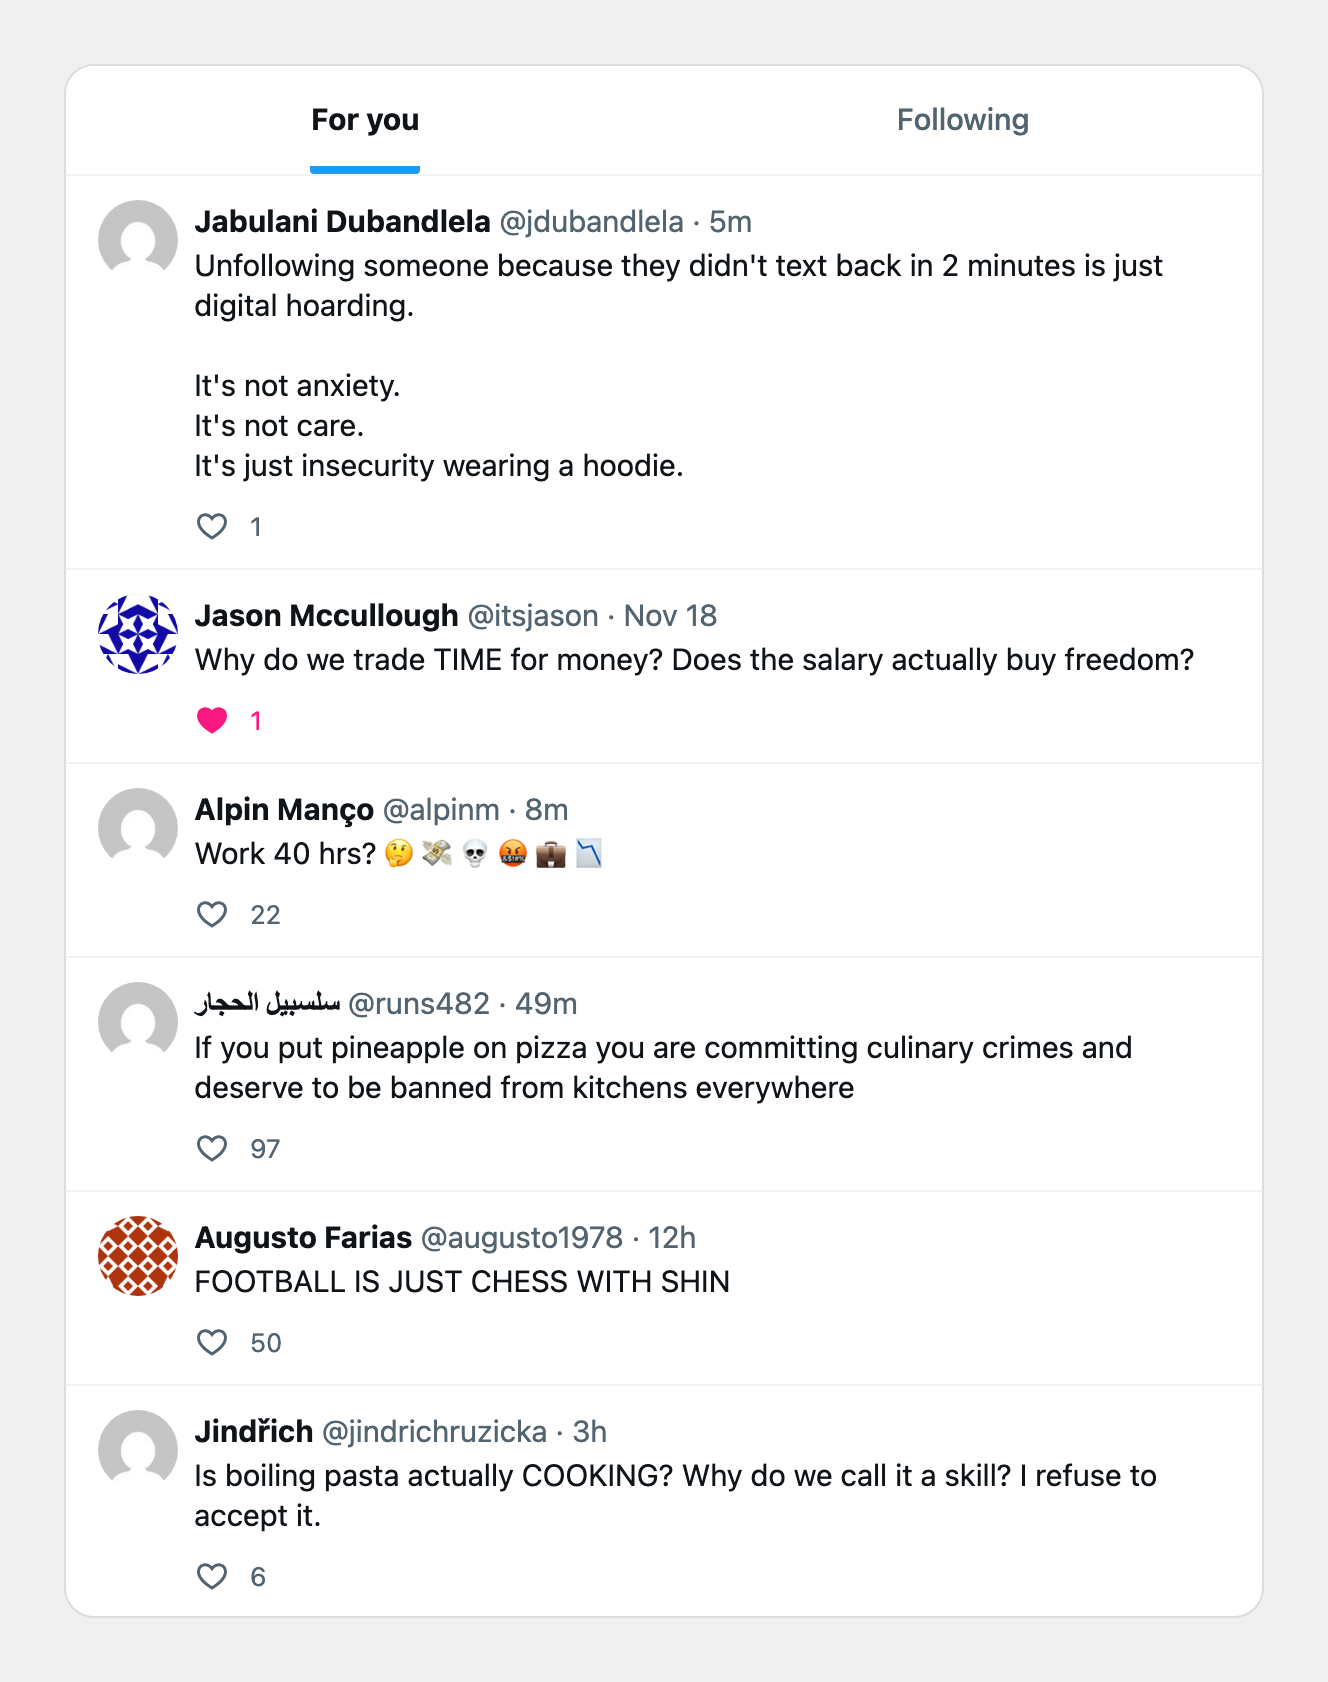 For you
Following
Jabulani Dubandlela @jdubandlela · 5m
Unfollowing someone because they didn't text back in 2 minutes is just
digital hoarding.
It's not anxiety.
It's not care.
It's just insecurity wearing a hoodie.
1
Jason Mccullough @itsjason · Nov 18
Why do we trade TIME for money? Does the salary actually buy freedom?
1
Alpin Manço @alpinm · 8m
Work 40 hrs? 🤔 💸 💀 🤬 💼 📉
22
سلسبيل الحجار @runs482 · 49m
If you put pineapple on pizza you are committing culinary crimes and
deserve to be banned from kitchens everywhere
97
Augusto Farias @augusto1978 · 12h
FOOTBALL IS JUST CHESS WITH SHIN
50
Jindřich @jindrichruzicka · 3h
Is boiling pasta actually COOKING? Why do we call it a skill? I refuse to
accept it.
6